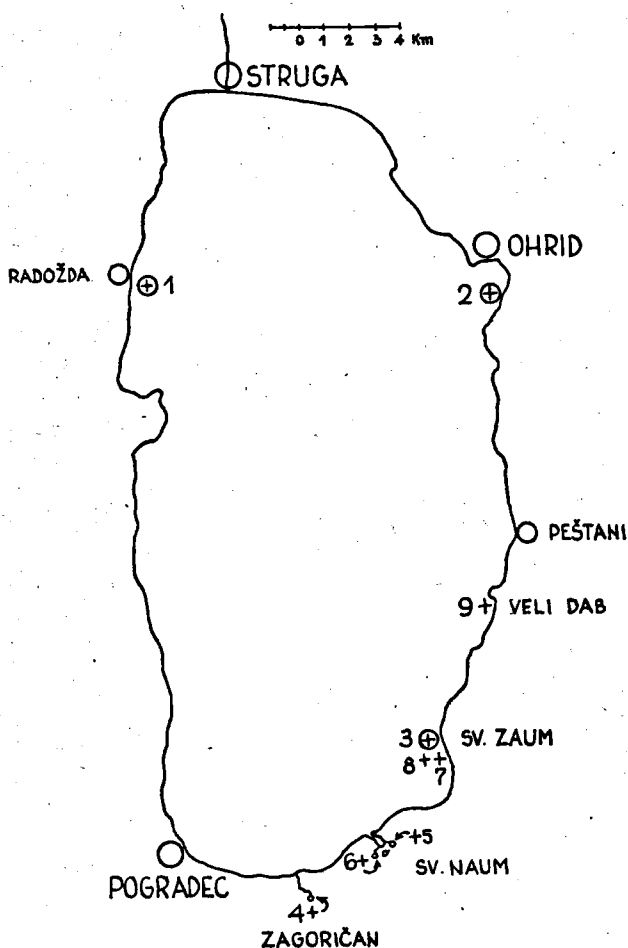 0 1 2 3 4 Km
STRUGA
OHRID
RADOŽDA
1
2
PEŠTANI
9+ VELI DAB
3 SV. ZAUM
8++
7
+5
6+
SV. NAUM
POGRADEC
4+
ZAGORIČAN